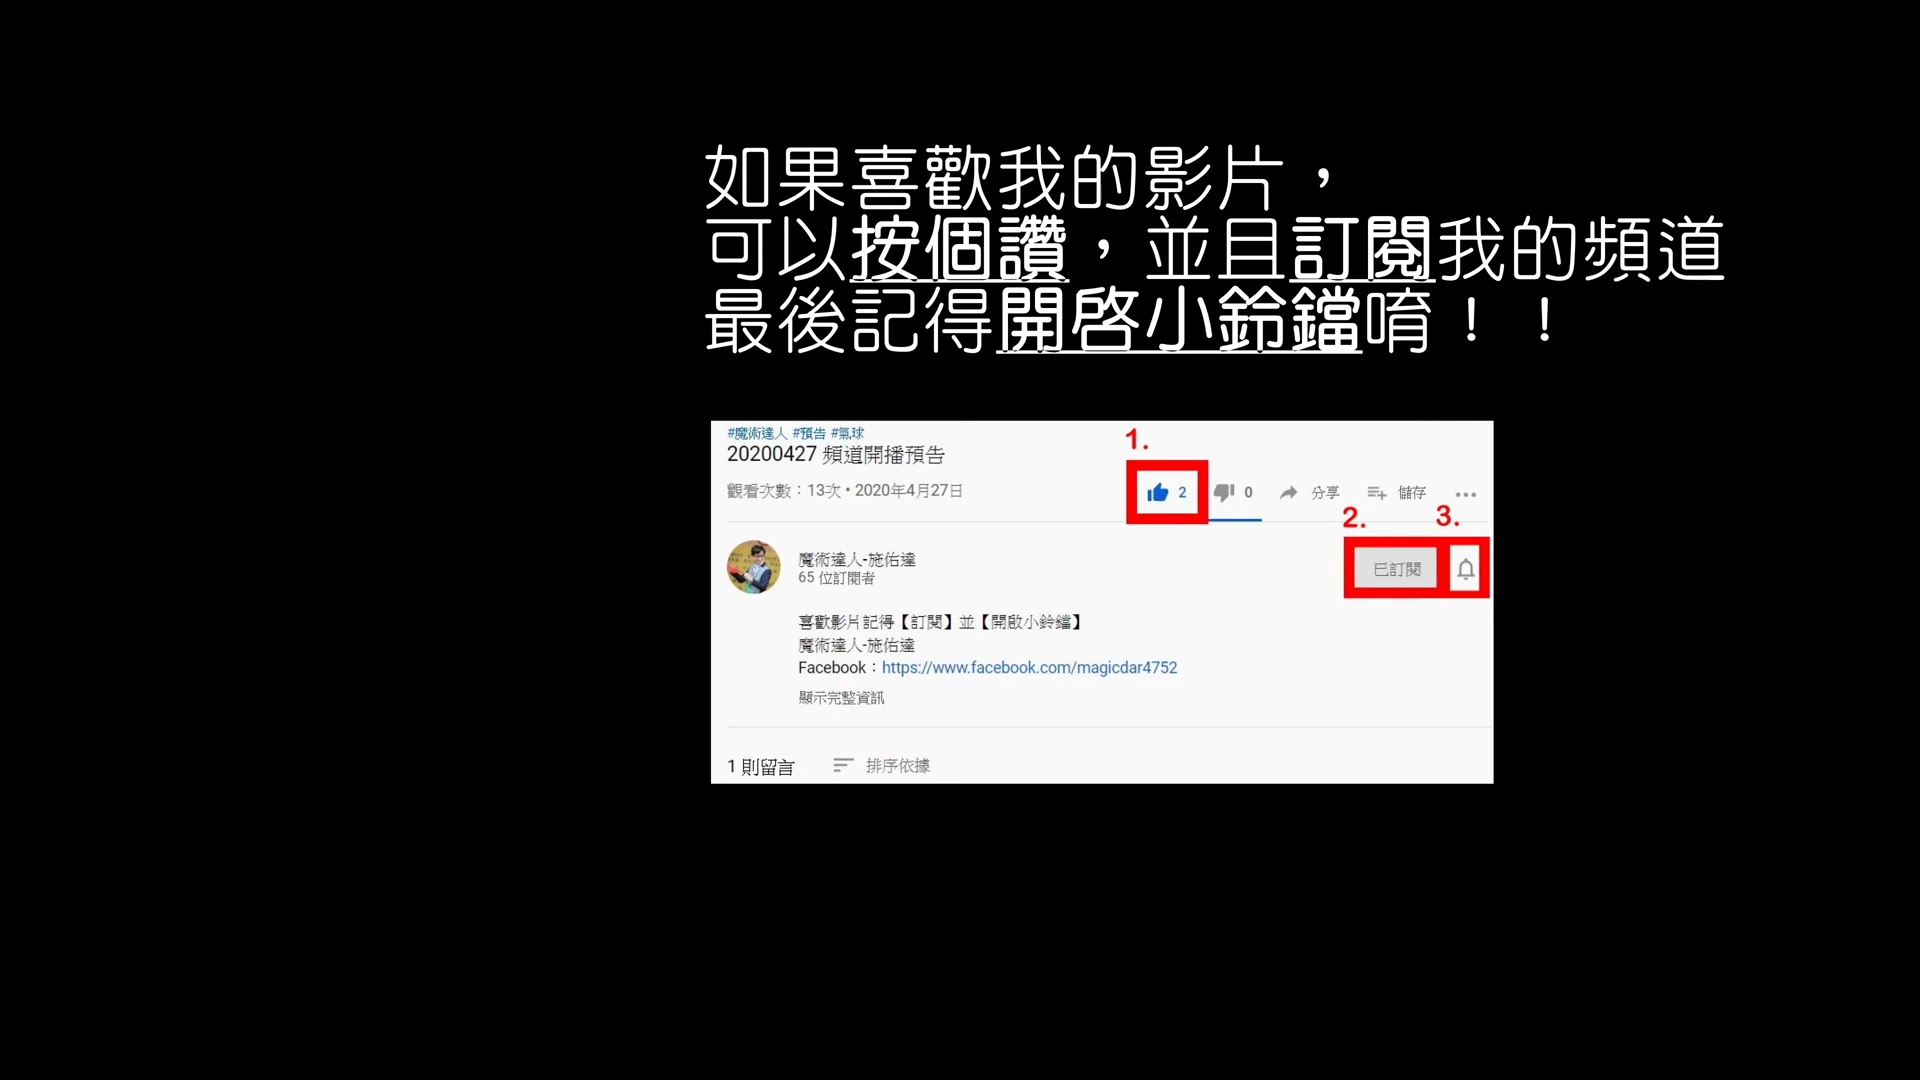 如果喜歡我的影片，
可以按個讚，並且訂閱我的頻道
最後記得開啓小鈴鐺唷！！
#魔術達人 #預告 #氣球
20200427 頻道開播預告
1.
觀看次數：13次 • 2020年4月27日
2 0 分享 儲存
2. 3.
魔術達人-施佑達
65 位訂閱者
已訂閱
喜歡影片記得【訂閱】並【開啟小鈴鐺】
魔術達人-施佑達
Facebook：https://www.facebook.com/magicdar4752
顯示完整資訊
1 則留言 排序依據